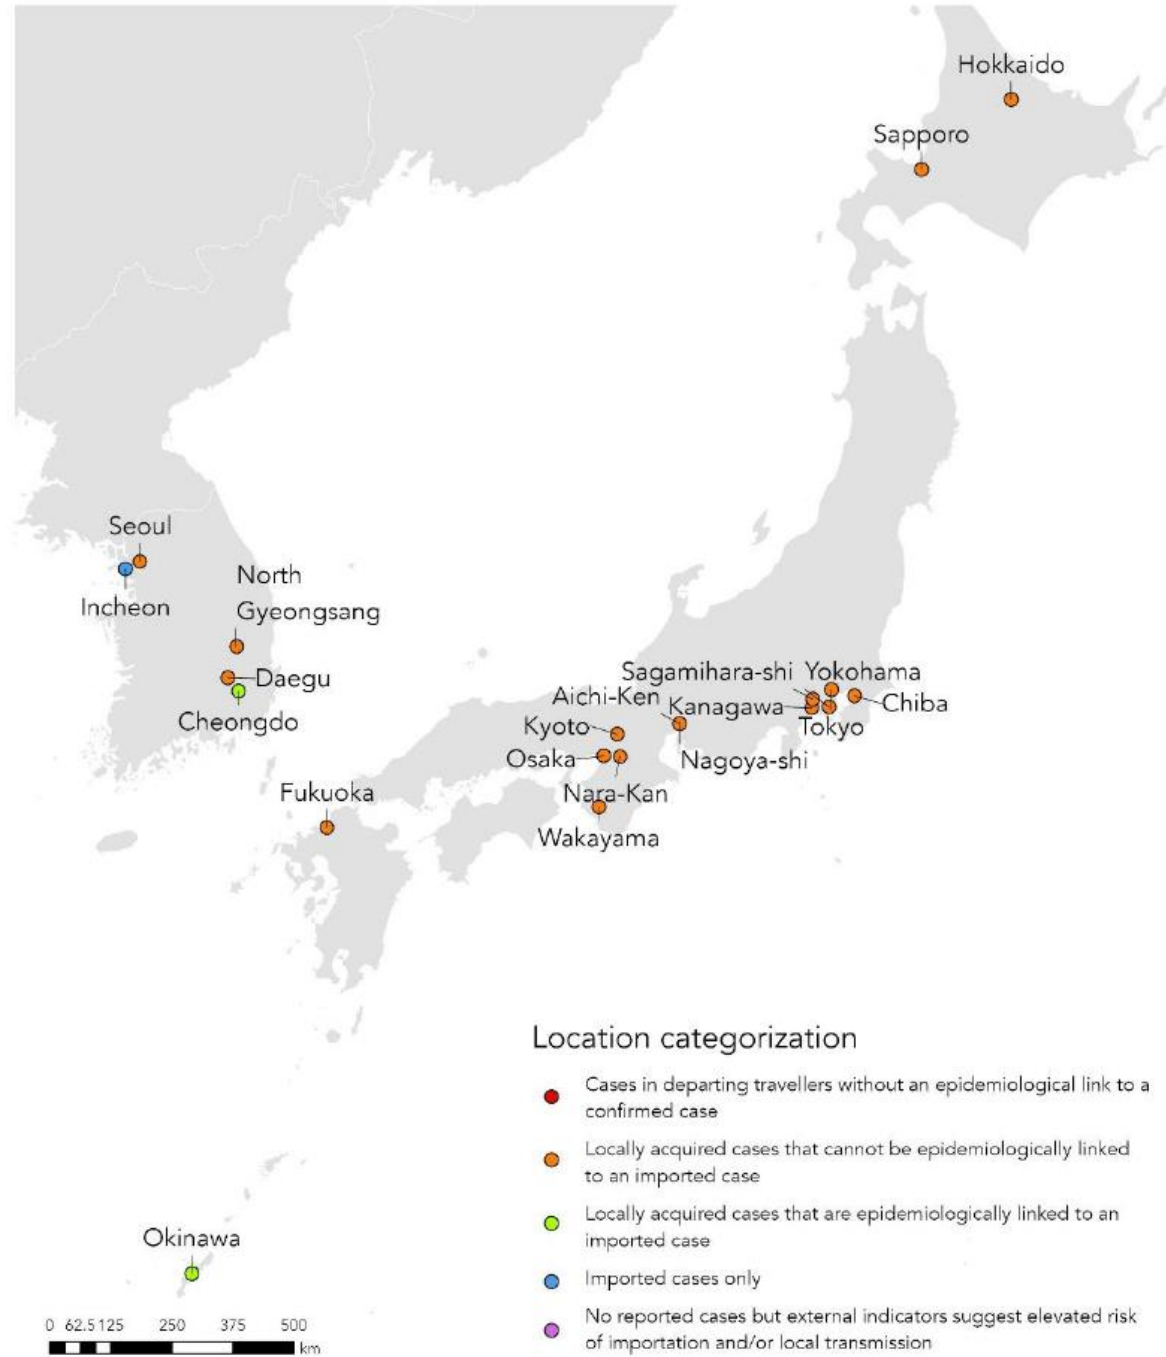 Hokkaido
Sapporo
Seoul
Incheon
North
Gyeongsang
Daegu
Cheongdo
Sagamihara-shi
Yokohama
Aichi-Ken
Kanagawa
Chiba
Kyoto
Tokyo
Osaka
Nagoya-shi
Nara-Kan
Fukuoka
Wakayama
Okinawa
Location categorization
Cases in departing travellers without an epidemiological link to a
confirmed case
Locally acquired cases that cannot be epidemiologically linked
to an imported case
Locally acquired cases that are epidemiologically linked to an
imported case
Imported cases only
No reported cases but external indicators suggest elevated risk
of importation and/or local transmission
0 62.5 125 250 375 500
km